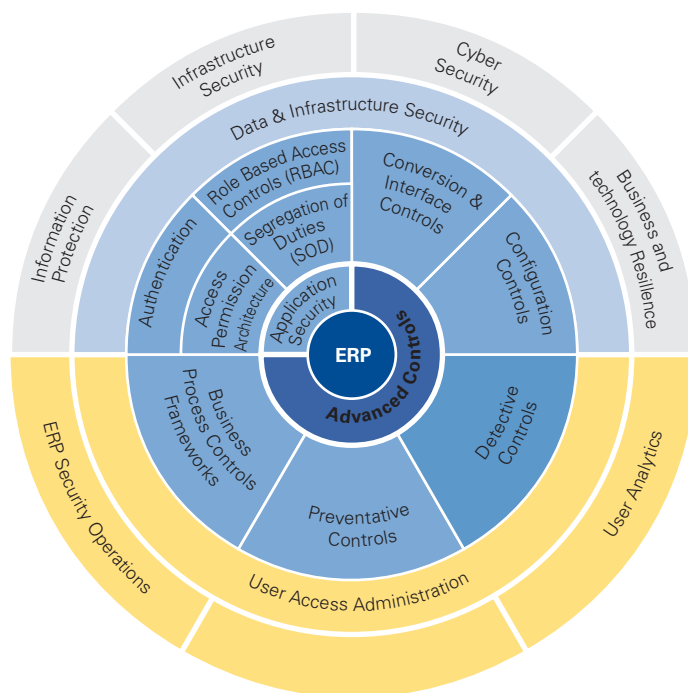 Infrastructure
Security
Cyber
Security
Information
Protection
Business and
technology Resillence
Data & Infrastructure Security
Role Based Access
Controls (RBAC)
Conversion &
Interface
Controls
Segregation of
Duties
(SOD)
Authentication
Access
Permission
Architecture
Configuration
Controls
Application
Security
ERP
Advanced Controls
Business
Process Controls
Frameworks
Detective
Controls
Preventative
Controls
ERP Security Operations
User Access Administration
User Analytics